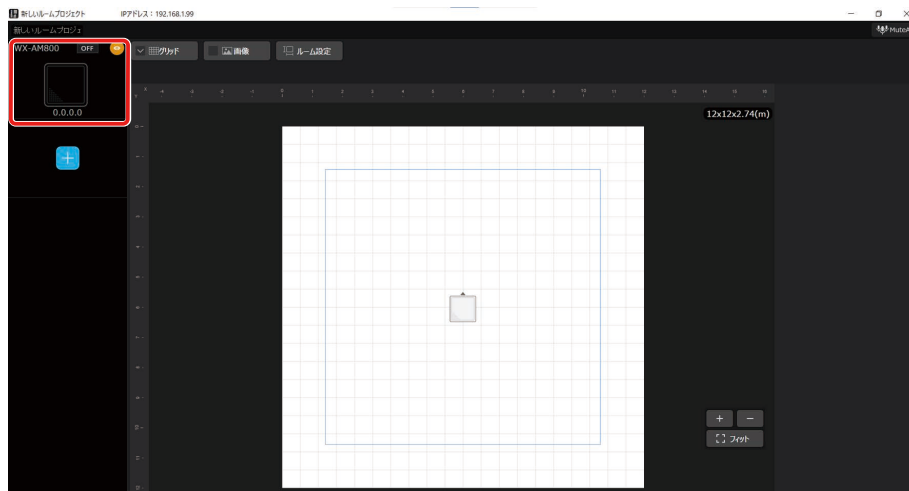 新しいルームプロジェクト IPアドレス：192.168.1.99
新しいルームプロジェ MuteA
WX-AM800 OFF
グリッド 画像 ルーム設定
0.0.0.0
12x12x2.74(m)
フィット